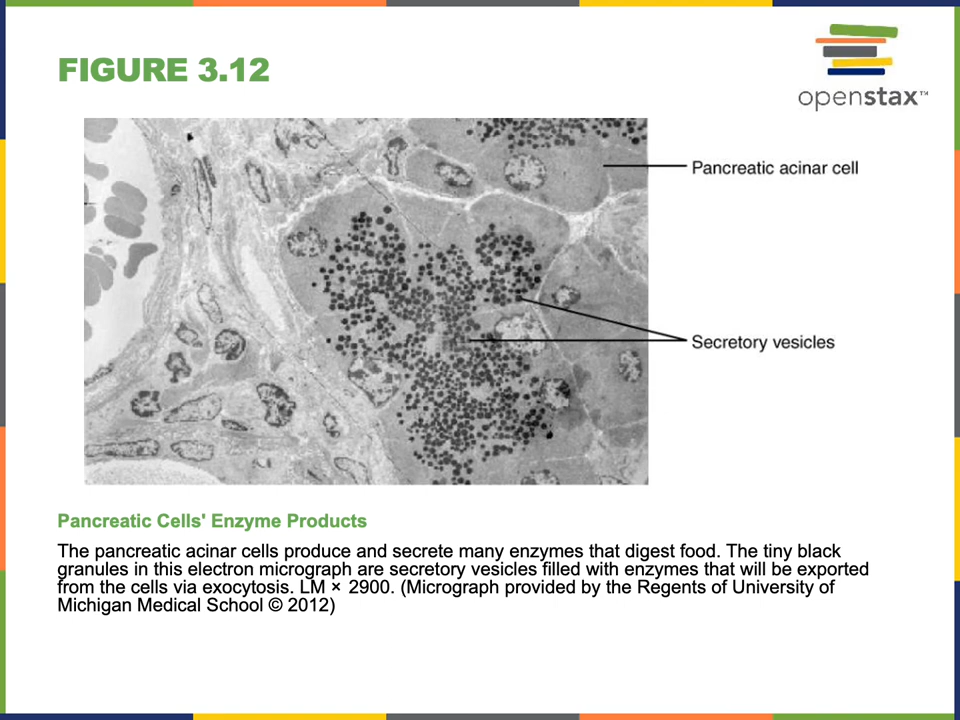 FIGURE 3.12
openstax™
Pancreatic acinar cell
Secretory vesicles
Pancreatic Cells' Enzyme Products
The pancreatic acinar cells produce and secrete many enzymes that digest food. The tiny black
granules in this electron micrograph are secretory vesicles filled with enzymes that will be exported
from the cells via exocytosis. LM × 2900. (Micrograph provided by the Regents of University of
Michigan Medical School © 2012)